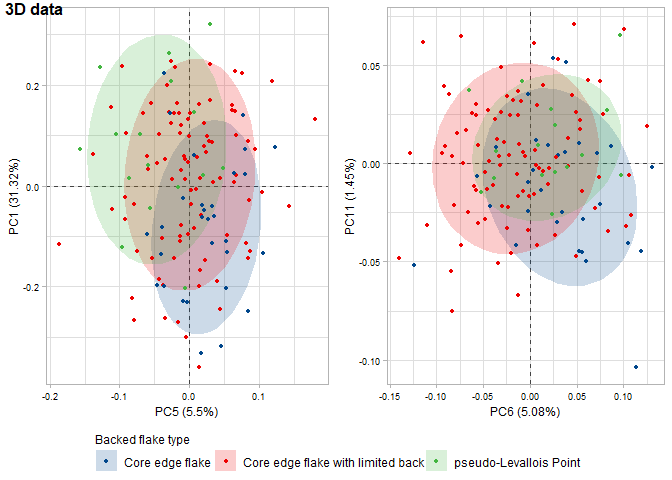 3D data
0.2
0.0
-0.2
PC1 (31.32%)
-0.2
-0.1
0.0
0.1
PC5 (5.5%)
0.05
0.00
-0.05
-0.10
PC11 (1.45%)
-0.15
-0.10
-0.05
0.00
0.05
0.10
PC6 (5.08%)
Backed flake type
Core edge flake
Core edge flake with limited back
pseudo-Levallois Point